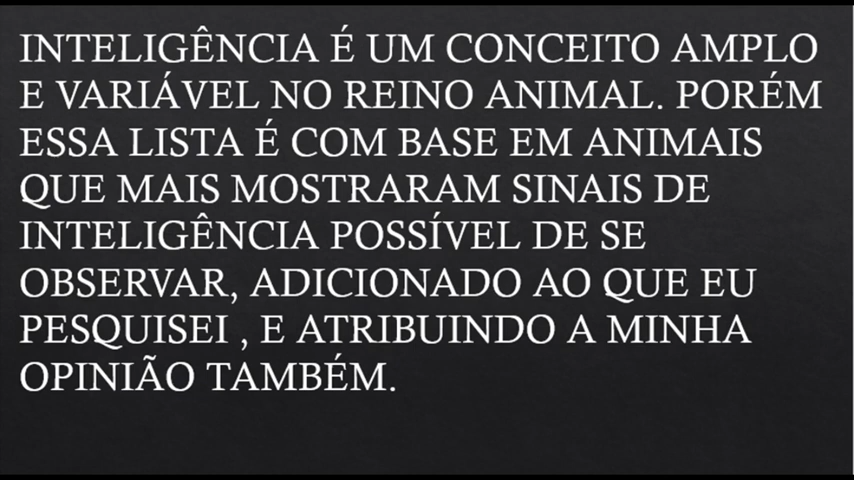 INTELIGÊNCIA É UM CONCEITO AMPLO
E VARIÁVEL NO REINO ANIMAL. PORÉM
ESSA LISTA É COM BASE EM ANIMAIS
QUE MAIS MOSTRARAM SINAIS DE
INTELIGÊNCIA POSSÍVEL DE SE
OBSERVAR, ADICIONADO AO QUE EU
PESQUISEI , E ATRIBUINDO A MINHA
OPINIÃO TAMBÉM.